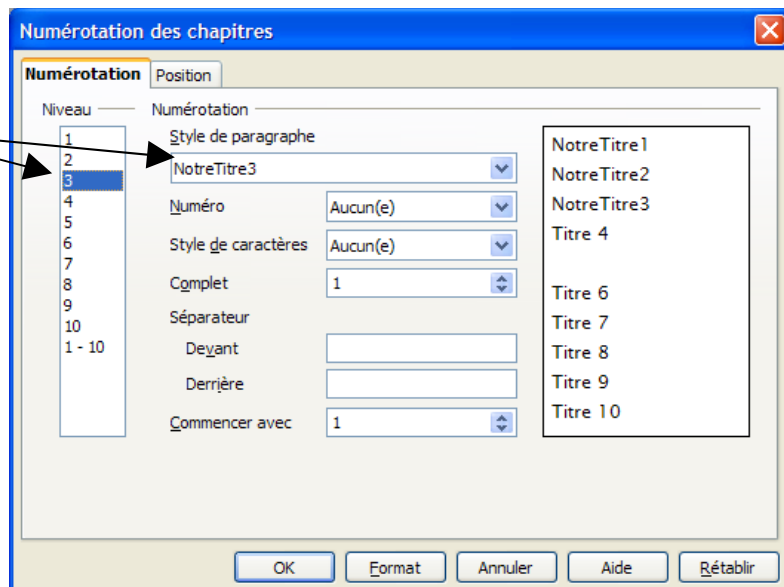 Numérotation des chapitres
Numérotation Position
Niveau Numérotation
1
2
3
4
5
6
7
8
9
10
1 - 10
Style de paragraphe
NotreTitre3
Numéro Aucun(e)
Style de caractères Aucun(e)
Complet 1
Séparateur
Devant
Derrière
Commencer avec 1
NotreTitre1
NotreTitre2
NotreTitre3
Titre 4
Titre 6
Titre 7
Titre 8
Titre 9
Titre 10
OK Format Annuler Aide Rétablir